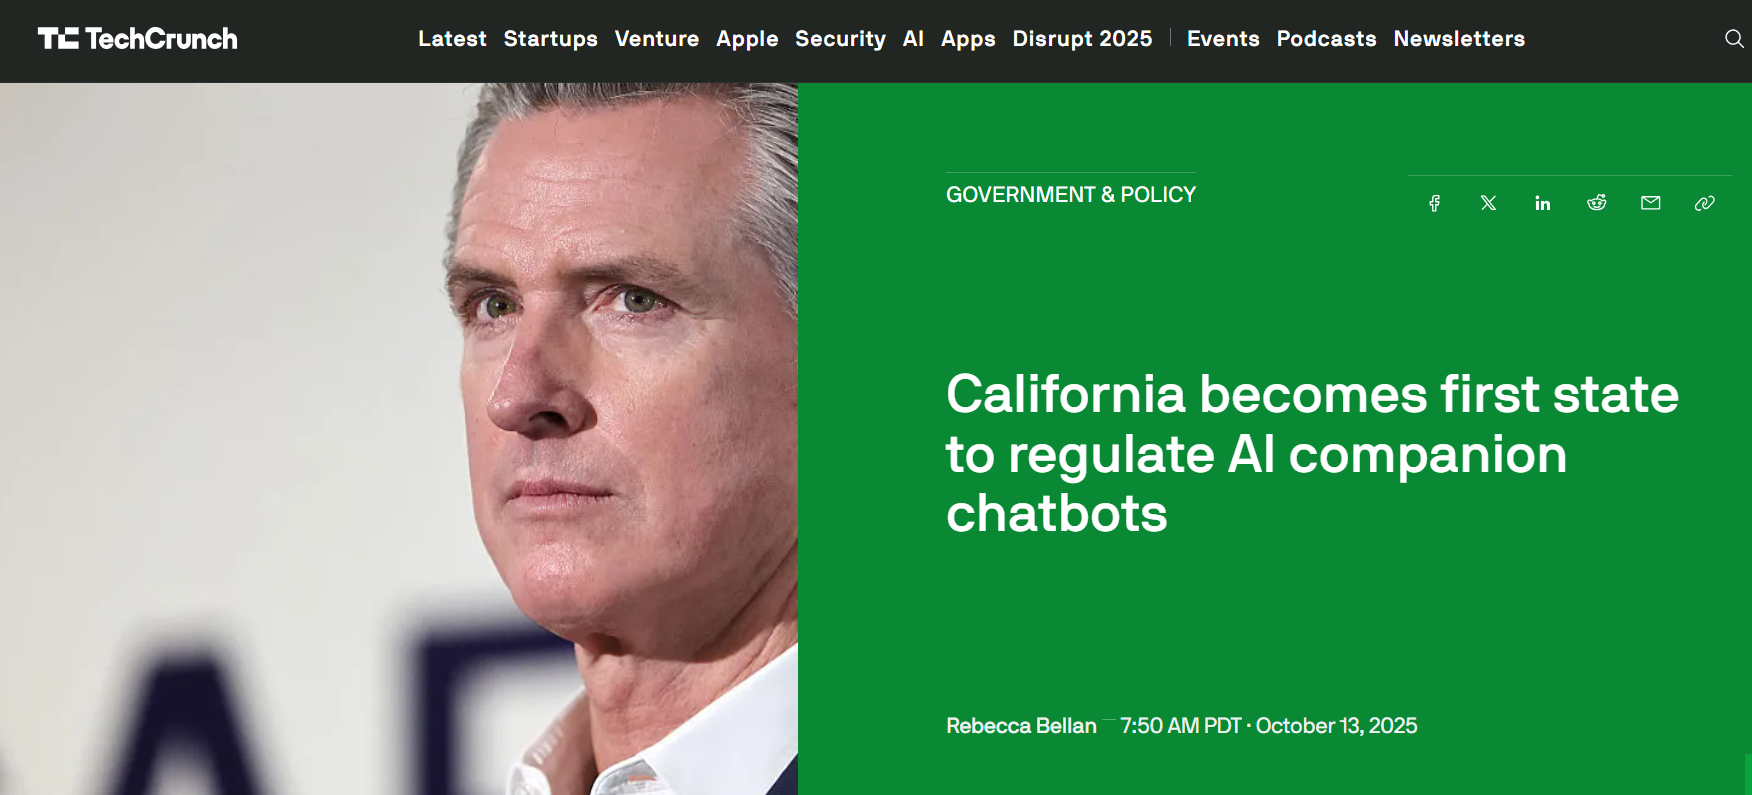 TechCrunch
Latest Startups Venture Apple Security AI Apps Disrupt 2025 Events Podcasts Newsletters
GOVERNMENT & POLICY
California becomes first state
to regulate AI companion
chatbots
Rebecca Bellan — 7:50 AM PDT · October 13, 2025